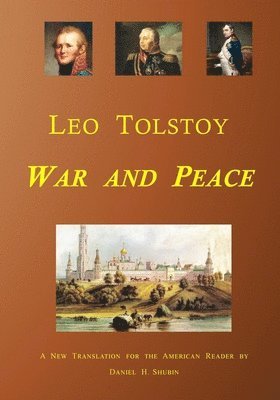 LEO TOLSTOY
WAR AND PEACE
A NEW TRANSLATION FOR THE AMERICAN READER BY
DANIEL H. SHUBIN